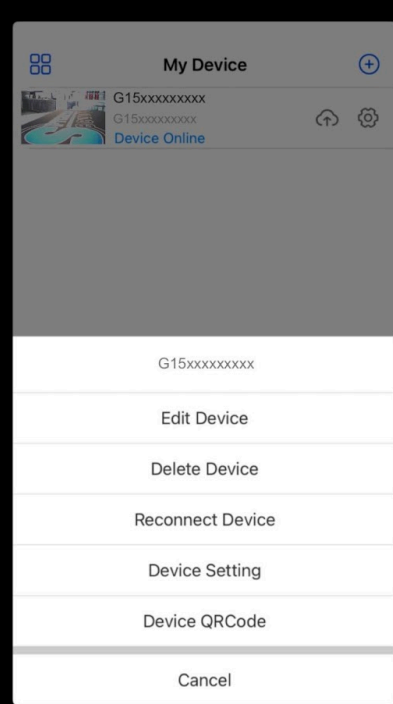 My Device
G15xxxxxxxxx
G15xxxxxxxxx
Device Online
G15xxxxxxxxx
Edit Device
Delete Device
Reconnect Device
Device Setting
Device QRCode
Cancel